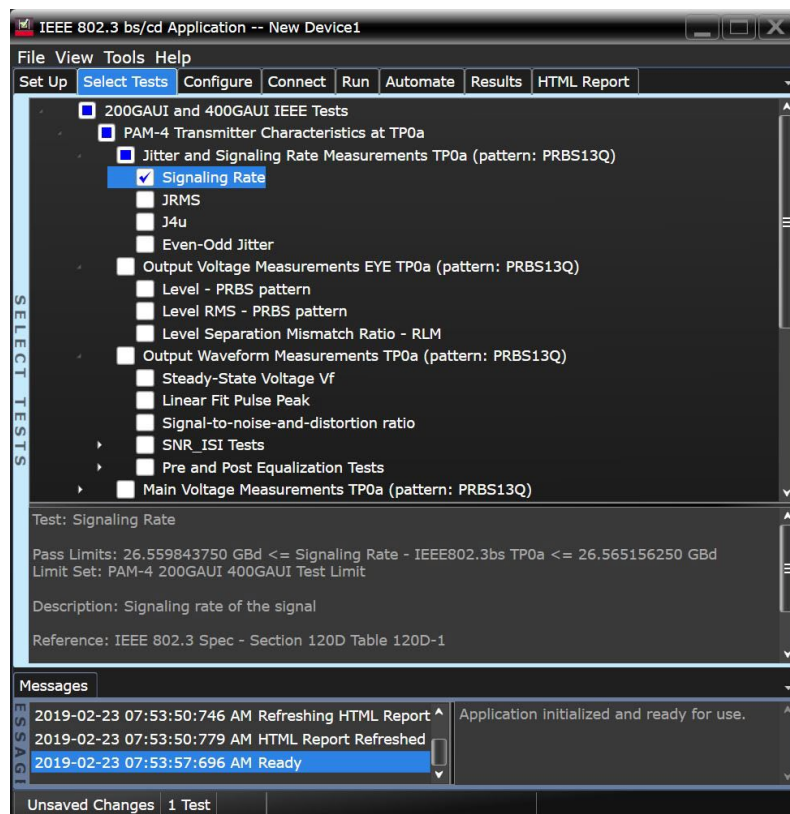 IEEE 802.3 bs/cd Application -- New Device1
File View Tools Help
Set Up Select Tests Configure Connect Run Automate Results HTML Report
200GAUI and 400GAUI IEEE Tests
PAM-4 Transmitter Characteristics at TP0a
Jitter and Signaling Rate Measurements TP0a (pattern: PRBS13Q)
Signaling Rate
JRMS
J4u
Even-Odd Jitter
Output Voltage Measurements EYE TP0a (pattern: PRBS13Q)
Level - PRBS pattern
Level RMS - PRBS pattern
Level Separation Mismatch Ratio - RLM
Output Waveform Measurements TP0a (pattern: PRBS13Q)
Steady-State Voltage Vf
Linear Fit Pulse Peak
Signal-to-noise-and-distortion ratio
SNR_ISI Tests
Pre and Post Equalization Tests
Main Voltage Measurements TP0a (pattern: PRBS13Q)
SELECT TESTS
Test: Signaling Rate
Pass Limits: 26.559843750 GBd <= Signaling Rate - IEEE802.3bs TP0a <= 26.565156250 GBd
Limit Set: PAM-4 200GAUI 400GAUI Test Limit
Description: Signaling rate of the signal
Reference: IEEE 802.3 Spec - Section 120D Table 120D-1
Messages
2019-02-23 07:53:50:746 AM Refreshing HTML Report
2019-02-23 07:53:50:779 AM HTML Report Refreshed
2019-02-23 07:53:57:696 AM Ready
Application initialized and ready for use.
Unsaved Changes 1 Test